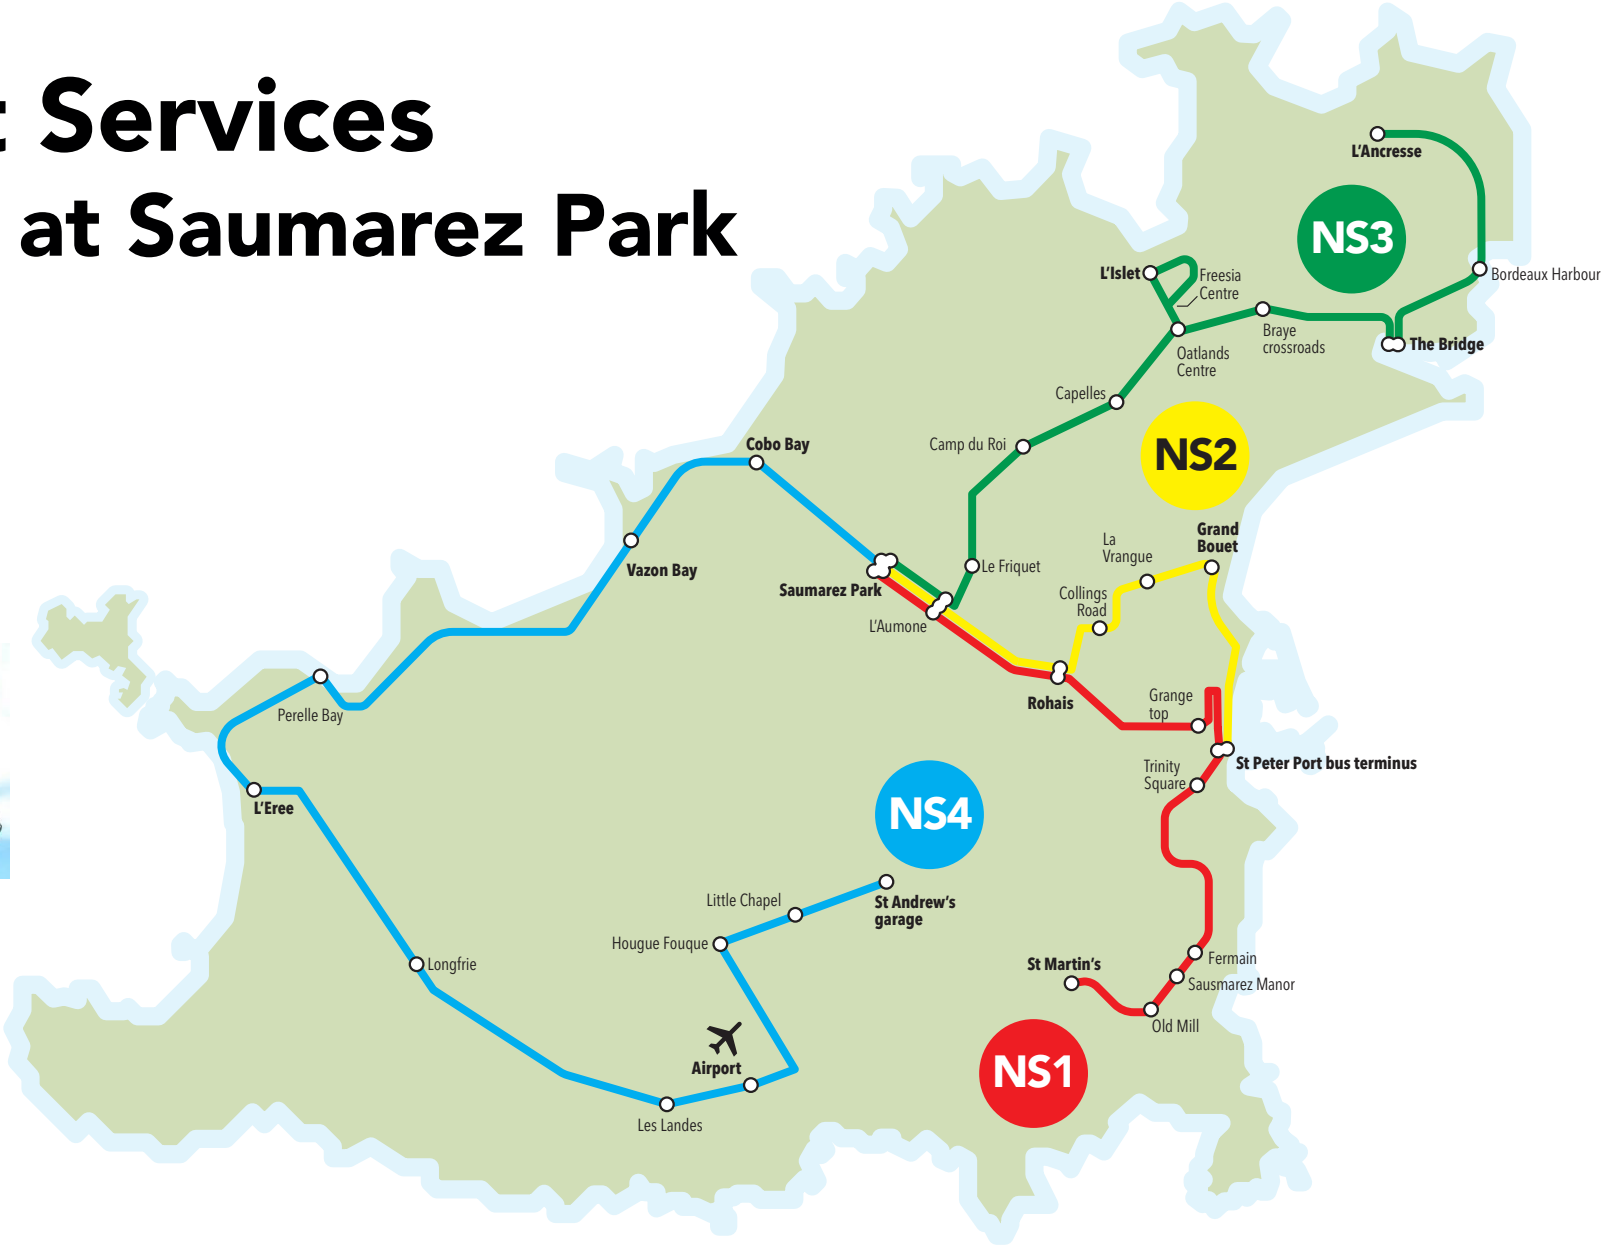 t Services
at Saumarez Park
L'Ancresse
NS3
L'Islet
Freesia
Centre
Bordeaux Harbour
Braye
crossroads
The Bridge
Oatlands
Centre
Capelles
NS2
Camp du Roi
Cobo Bay
Grand
Bouet
La
Vrangue
Vazon Bay
Le Friquet
Saumarez Park
Collings
Road
L'Aumone
Rohais
Grange
top
Perelle Bay
St Peter Port bus terminus
Trinity
Square
L'Eree
NS4
Little Chapel
St Andrew's
garage
Hougue Fouque
Longfrie
St Martin's
Fermain
Sausmarez Manor
Old Mill
Airport
NS1
Les Landes